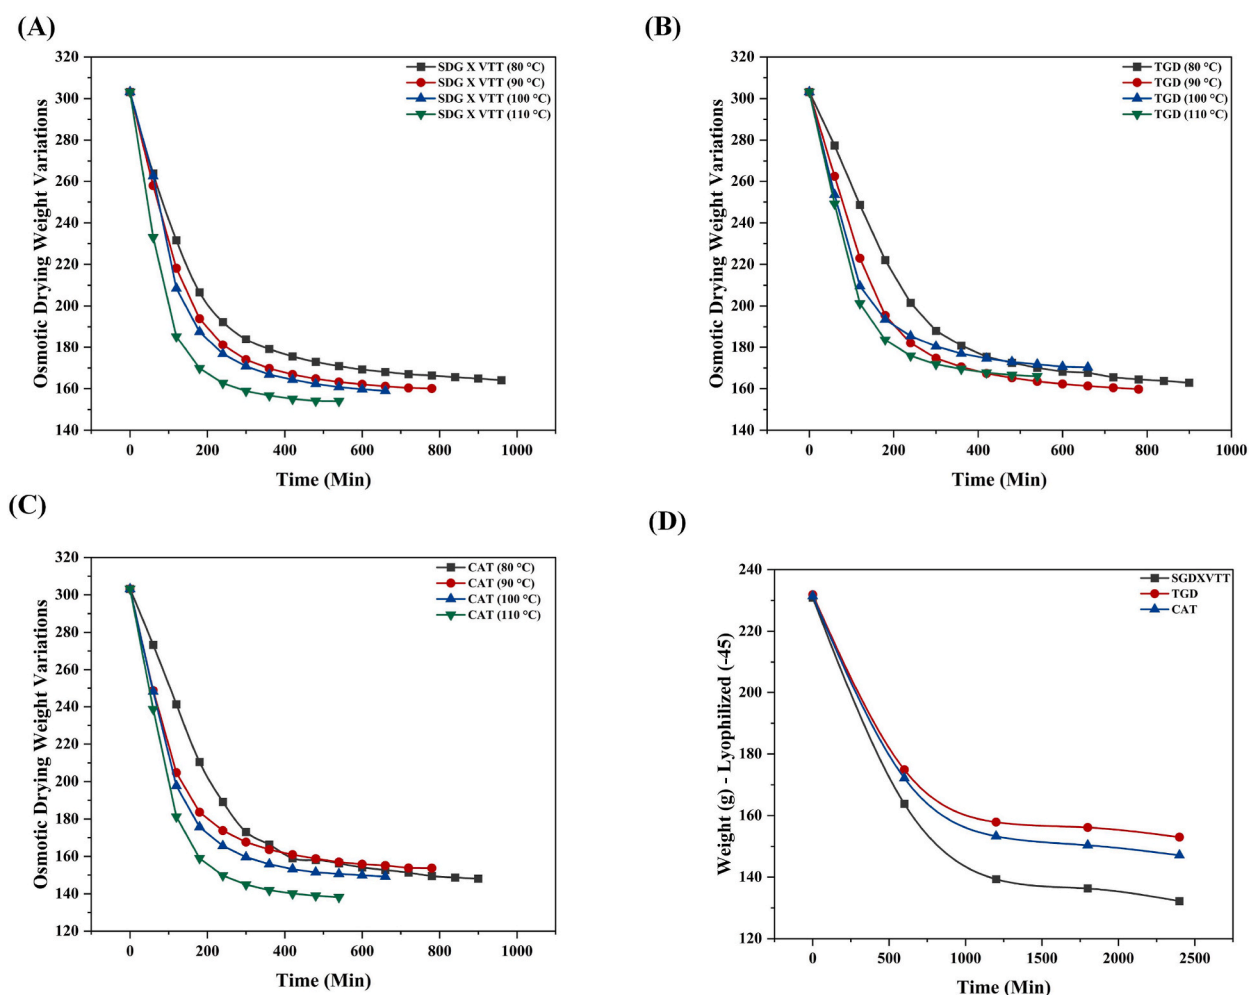 (A)
320
300
280
260
240
220
200
180
160
140
0
200
400
600
800
1000
Osmotic Drying Weight Variations
Time (Min)
SDG X VTT (80 °C)
SDG X VTT (90 °C)
SDG X VTT (100 °C)
SDG X VTT (110 °C)
(B)
320
300
280
260
240
220
200
180
160
140
0
200
400
600
800
1000
Osmotic Drying Weight Variations
Time (Min)
TGD (80 °C)
TGD (90 °C)
TGD (100 °C)
TGD (110 °C)
(C)
320
300
280
260
240
220
200
180
160
140
120
0
200
400
600
800
1000
Osmotic Drying Weight Variations
Time (Min)
CAT (80 °C)
CAT (90 °C)
CAT (100 °C)
CAT (110 °C)
(D)
240
220
200
180
160
140
120
0
500
1000
1500
2000
2500
Weight (g) - Lyophilized (-45)
Time (Min)
SGDXVTT
TGD
CAT